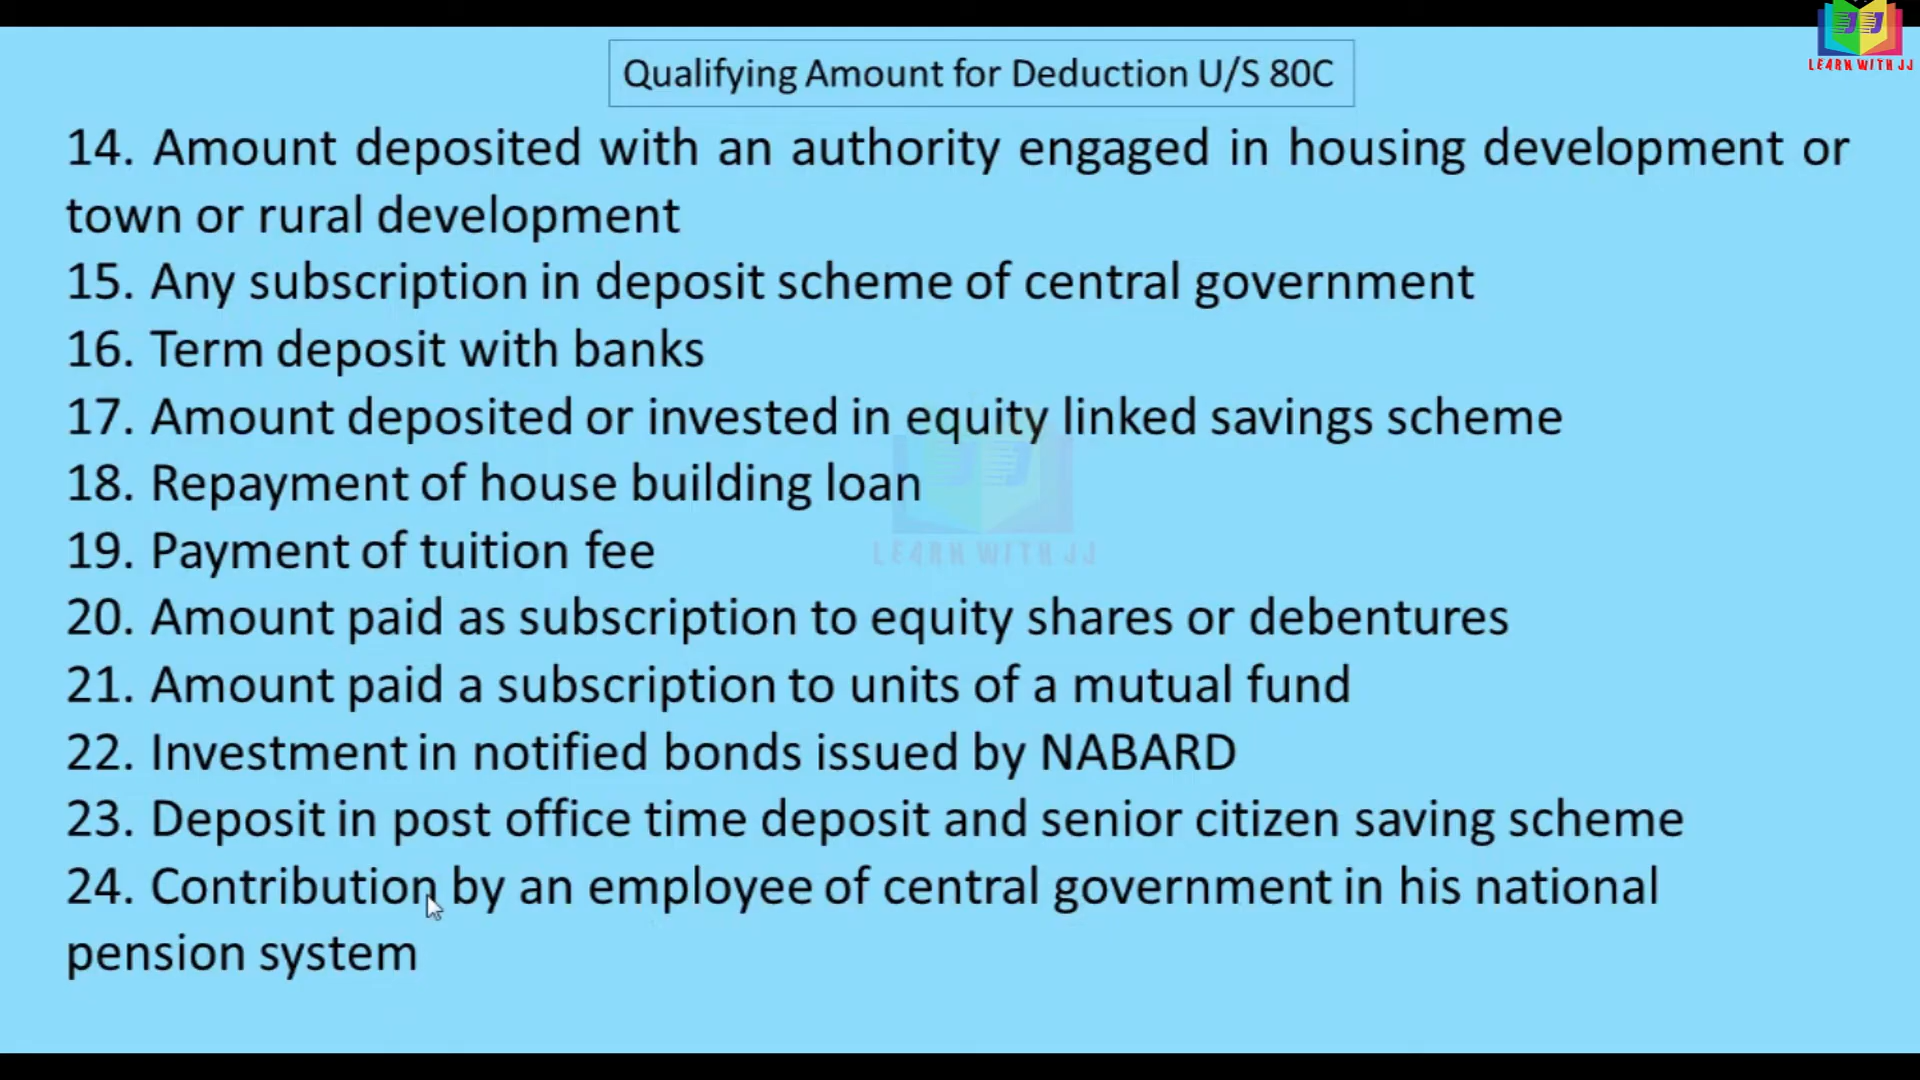 LEARN WITH JJ
Qualifying Amount for Deduction U/S 80C
14. Amount deposited with an authority engaged in housing development or
town or rural development
15. Any subscription in deposit scheme of central government
16. Term deposit with banks
17. Amount deposited or invested in equity linked savings scheme
18. Repayment of house building loan
LEARN WITH JJ
19. Payment of tuition fee
20. Amount paid as subscription to equity shares or debentures
21. Amount paid a subscription to units of a mutual fund
22. Investment in notified bonds issued by NABARD
23. Deposit in post office time deposit and senior citizen saving scheme
24. Contribution by an employee of central government in his national
pension system